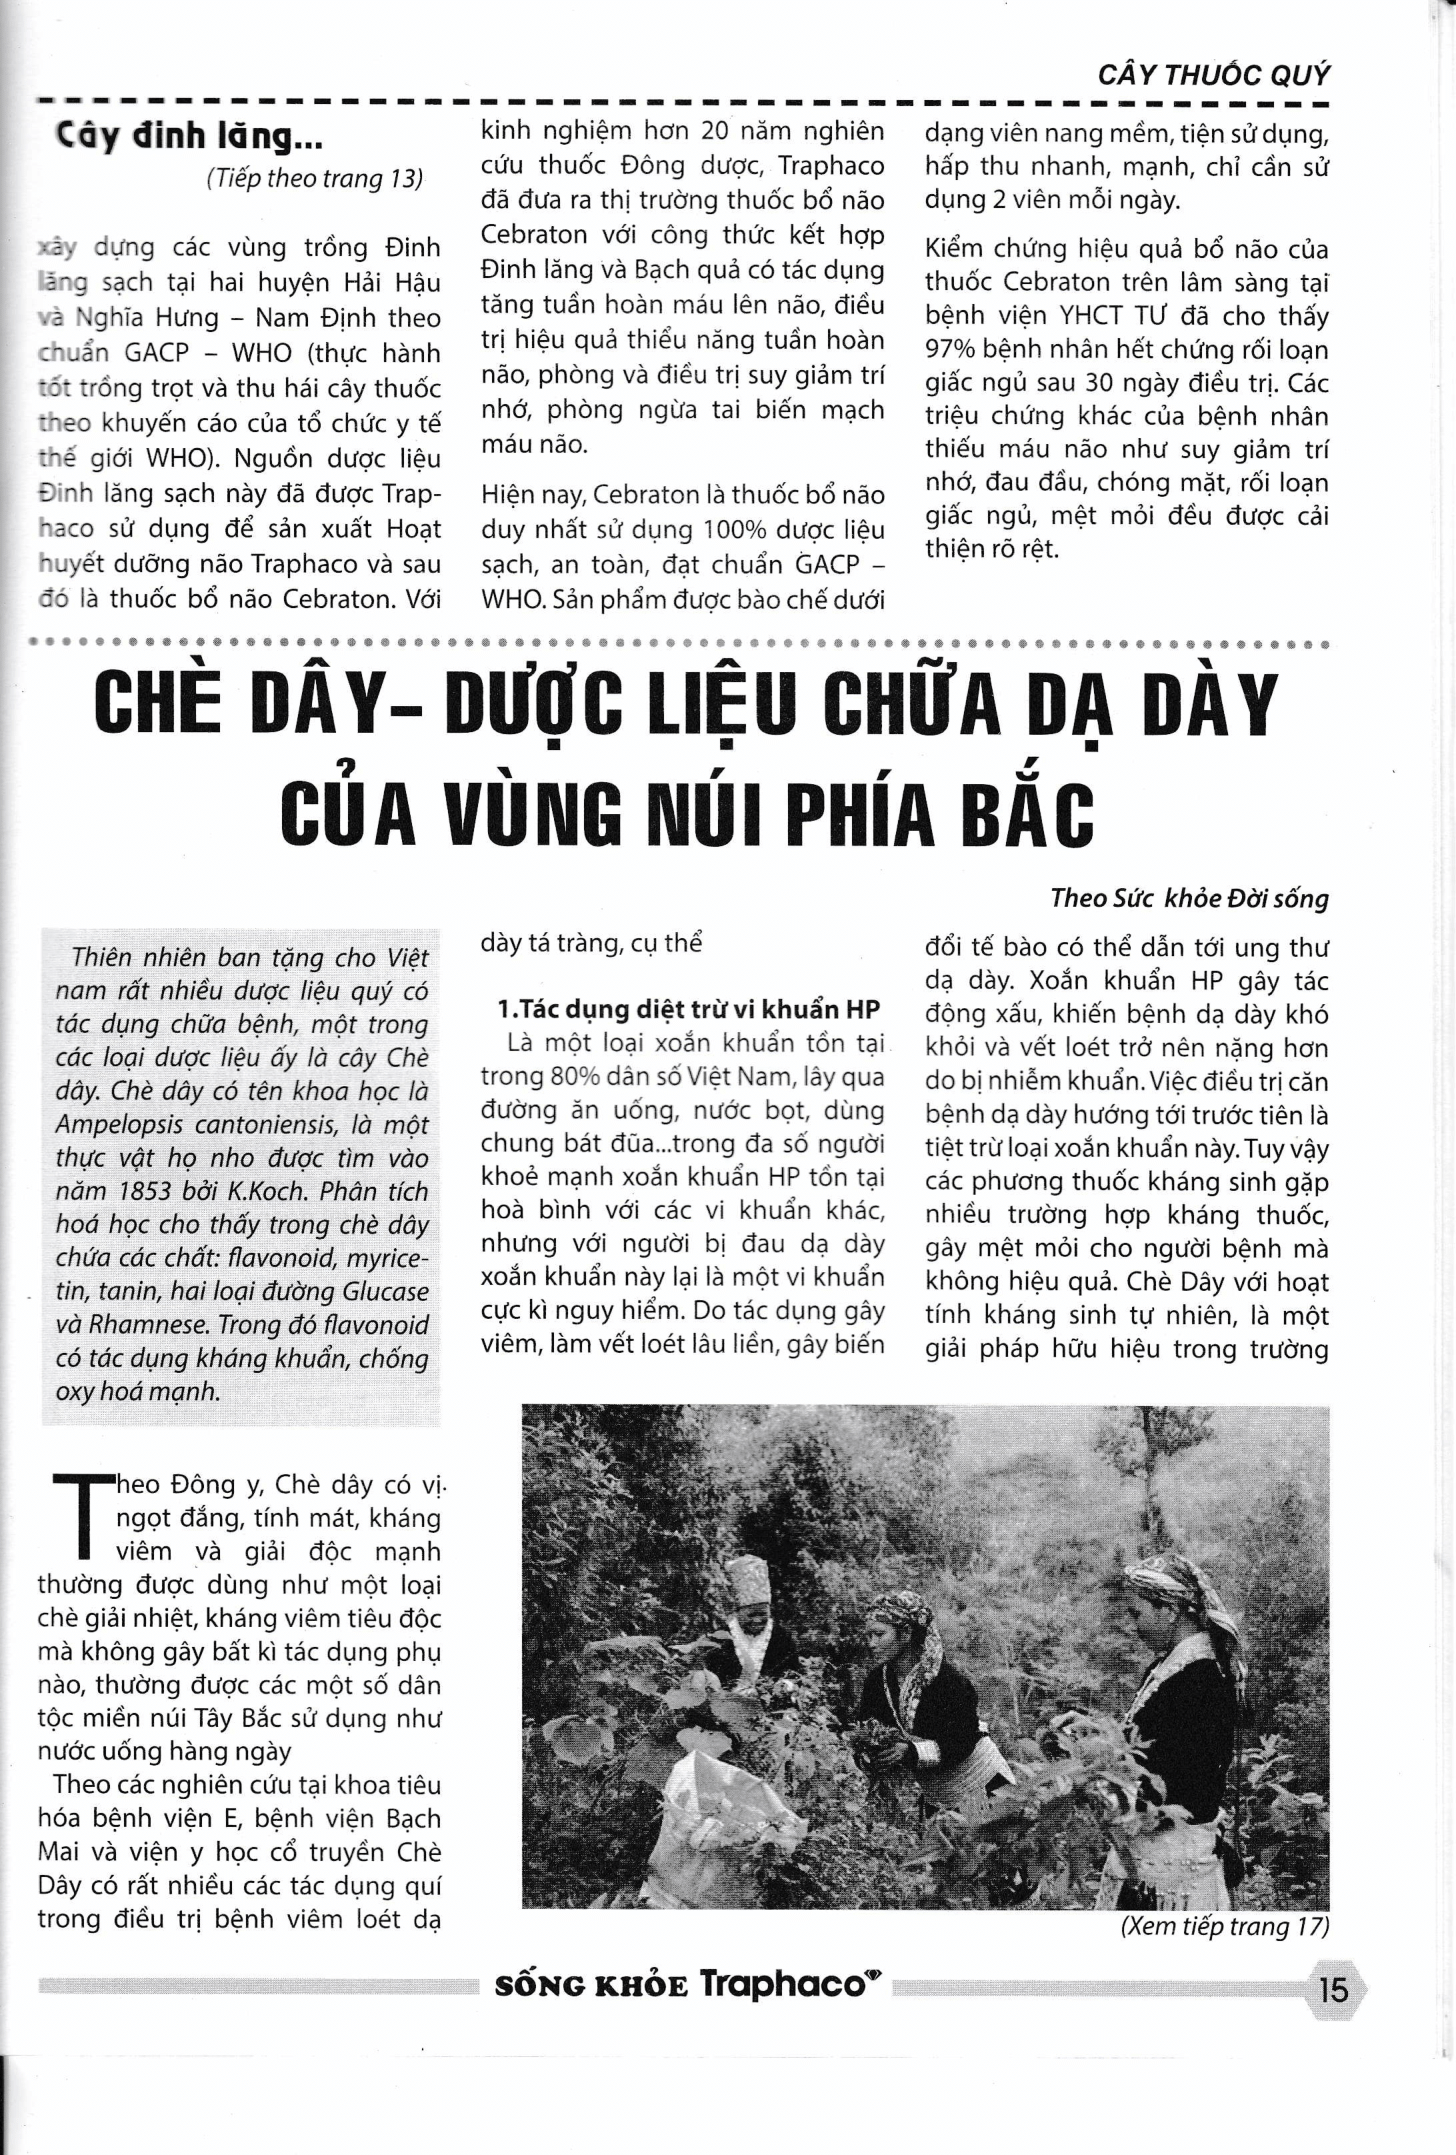 CÂY THUỐC QUÝ
Cây đinh lăng...
(Tiếp theo trang 13)
xây dựng các vùng trồng Đinh
lăng sạch tại hai huyện Hải Hậu
và Nghĩa Hưng – Nam Định theo
chuẩn GACP – WHO (thực hành
tốt trồng trọt và thu hái cây thuốc
theo khuyến cáo của tổ chức y tế
thế giới WHO). Nguồn dược liệu
Đinh lăng sạch này đã được Trap-
haco sử dụng để sản xuất Hoạt
huyết dưỡng não Traphaco và sau
đó là thuốc bổ não Cebraton. Với
kinh nghiệm hơn 20 năm nghiên
cứu thuốc Đông dược, Traphaco
đã đưa ra thị trường thuốc bổ não
Cebraton với công thức kết hợp
Đinh lăng và Bạch quả có tác dụng
tăng tuần hoàn máu lên não, điều
trị hiệu quả thiểu năng tuần hoàn
não, phòng và điều trị suy giảm trí
nhớ, phòng ngừa tai biến mạch
máu não.
Hiện nay, Cebraton là thuốc bổ não
duy nhất sử dụng 100% dược liệu
sạch, an toàn, đạt chuẩn GACP –
WHO. Sản phẩm được bào chế dưới
dạng viên nang mềm, tiện sử dụng,
hấp thu nhanh, mạnh, chỉ cần sử
dụng 2 viên mỗi ngày.
Kiểm chứng hiệu quả bổ não của
thuốc Cebraton trên lâm sàng tại
bệnh viện YHCT TƯ đã cho thấy
97% bệnh nhân hết chứng rối loạn
giấc ngủ sau 30 ngày điều trị. Các
triệu chứng khác của bệnh nhân
thiếu máu não như suy giảm trí
nhớ, đau đầu, chóng mặt, rối loạn
giấc ngủ, mệt mỏi đều được cải
thiện rõ rệt.
CHÈ DÂY– DƯỢC LIỆU CHỮA DẠ DÀY
CỦA VÙNG NÚI PHÍA BẮC
Theo Sức khỏe Đời sống
Thiên nhiên ban tặng cho Việt
nam rất nhiều dược liệu quý có
tác dụng chữa bệnh, một trong
các loại dược liệu ấy là cây Chè
dây. Chè dây có tên khoa học là
Ampelopsis cantoniensis, là một
thực vật họ nho được tìm vào
năm 1853 bởi K.Koch. Phân tích
hoá học cho thấy trong chè dây
chứa các chất: flavonoid, myrice-
tin, tanin, hai loại đường Glucase
và Rhamnese. Trong đó flavonoid
có tác dụng kháng khuẩn, chống
oxy hoá mạnh.
Theo Đông y, Chè dây có vị
ngọt đắng, tính mát, kháng
viêm và giải độc mạnh
thường được dùng như một loại
chè giải nhiệt, kháng viêm tiêu độc
mà không gây bất kì tác dụng phụ
nào, thường được các một số dân
tộc miền núi Tây Bắc sử dụng như
nước uống hàng ngày
Theo các nghiên cứu tại khoa tiêu
hóa bệnh viện E, bệnh viện Bạch
Mai và viện y học cổ truyền Chè
Dây có rất nhiều các tác dụng quí
trong điều trị bệnh viêm loét dạ
dày tá tràng, cụ thể
1.Tác dụng diệt trừ vi khuẩn HP
Là một loại xoắn khuẩn tồn tại
trong 80% dân số Việt Nam, lây qua
đường ăn uống, nước bọt, dùng
chung bát đũa...trong đa số người
khoẻ mạnh xoắn khuẩn HP tồn tại
hoà bình với các vi khuẩn khác,
nhưng với người bị đau dạ dày
xoắn khuẩn này lại là một vi khuẩn
cực kì nguy hiểm. Do tác dụng gây
viêm, làm vết loét lâu liền, gây biến
đổi tế bào có thể dẫn tới ung thư
dạ dày. Xoắn khuẩn HP gây tác
động xấu, khiến bệnh dạ dày khó
khỏi và vết loét trở nên nặng hơn
do bị nhiễm khuẩn. Việc điều trị căn
bệnh dạ dày hướng tới trước tiên là
tiệt trừ loại xoắn khuẩn này. Tuy vậy
các phương thuốc kháng sinh gặp
nhiều trường hợp kháng thuốc,
gây mệt mỏi cho người bệnh mà
không hiệu quả. Chè Dây với hoạt
tính kháng sinh tự nhiên, là một
giải pháp hữu hiệu trong trường
(Xem tiếp trang 17)
SỐNG KHỎE Traphaco
15